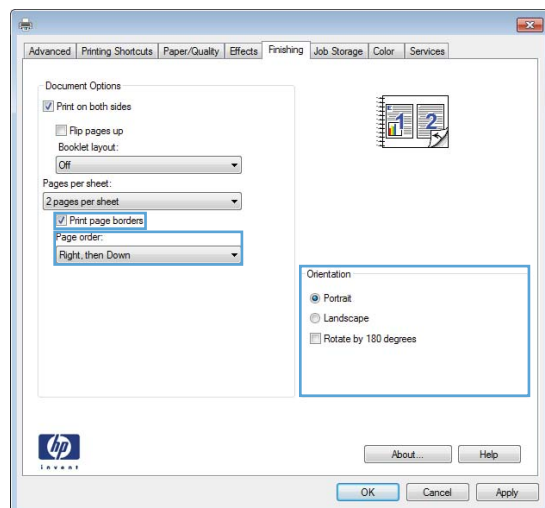 Advanced Printing Shortcuts Paper/Quality Effects Finishing Job Storage Color Services
Document Options
Print on both sides
Flip pages up
Booklet layout:
Off
Pages per sheet:
2 pages per sheet
Print page borders
Page order:
Right, then Down
1 2
Orientation
Portrait
Landscape
Rotate by 180 degrees
hp
invent
About... Help
OK Cancel Apply